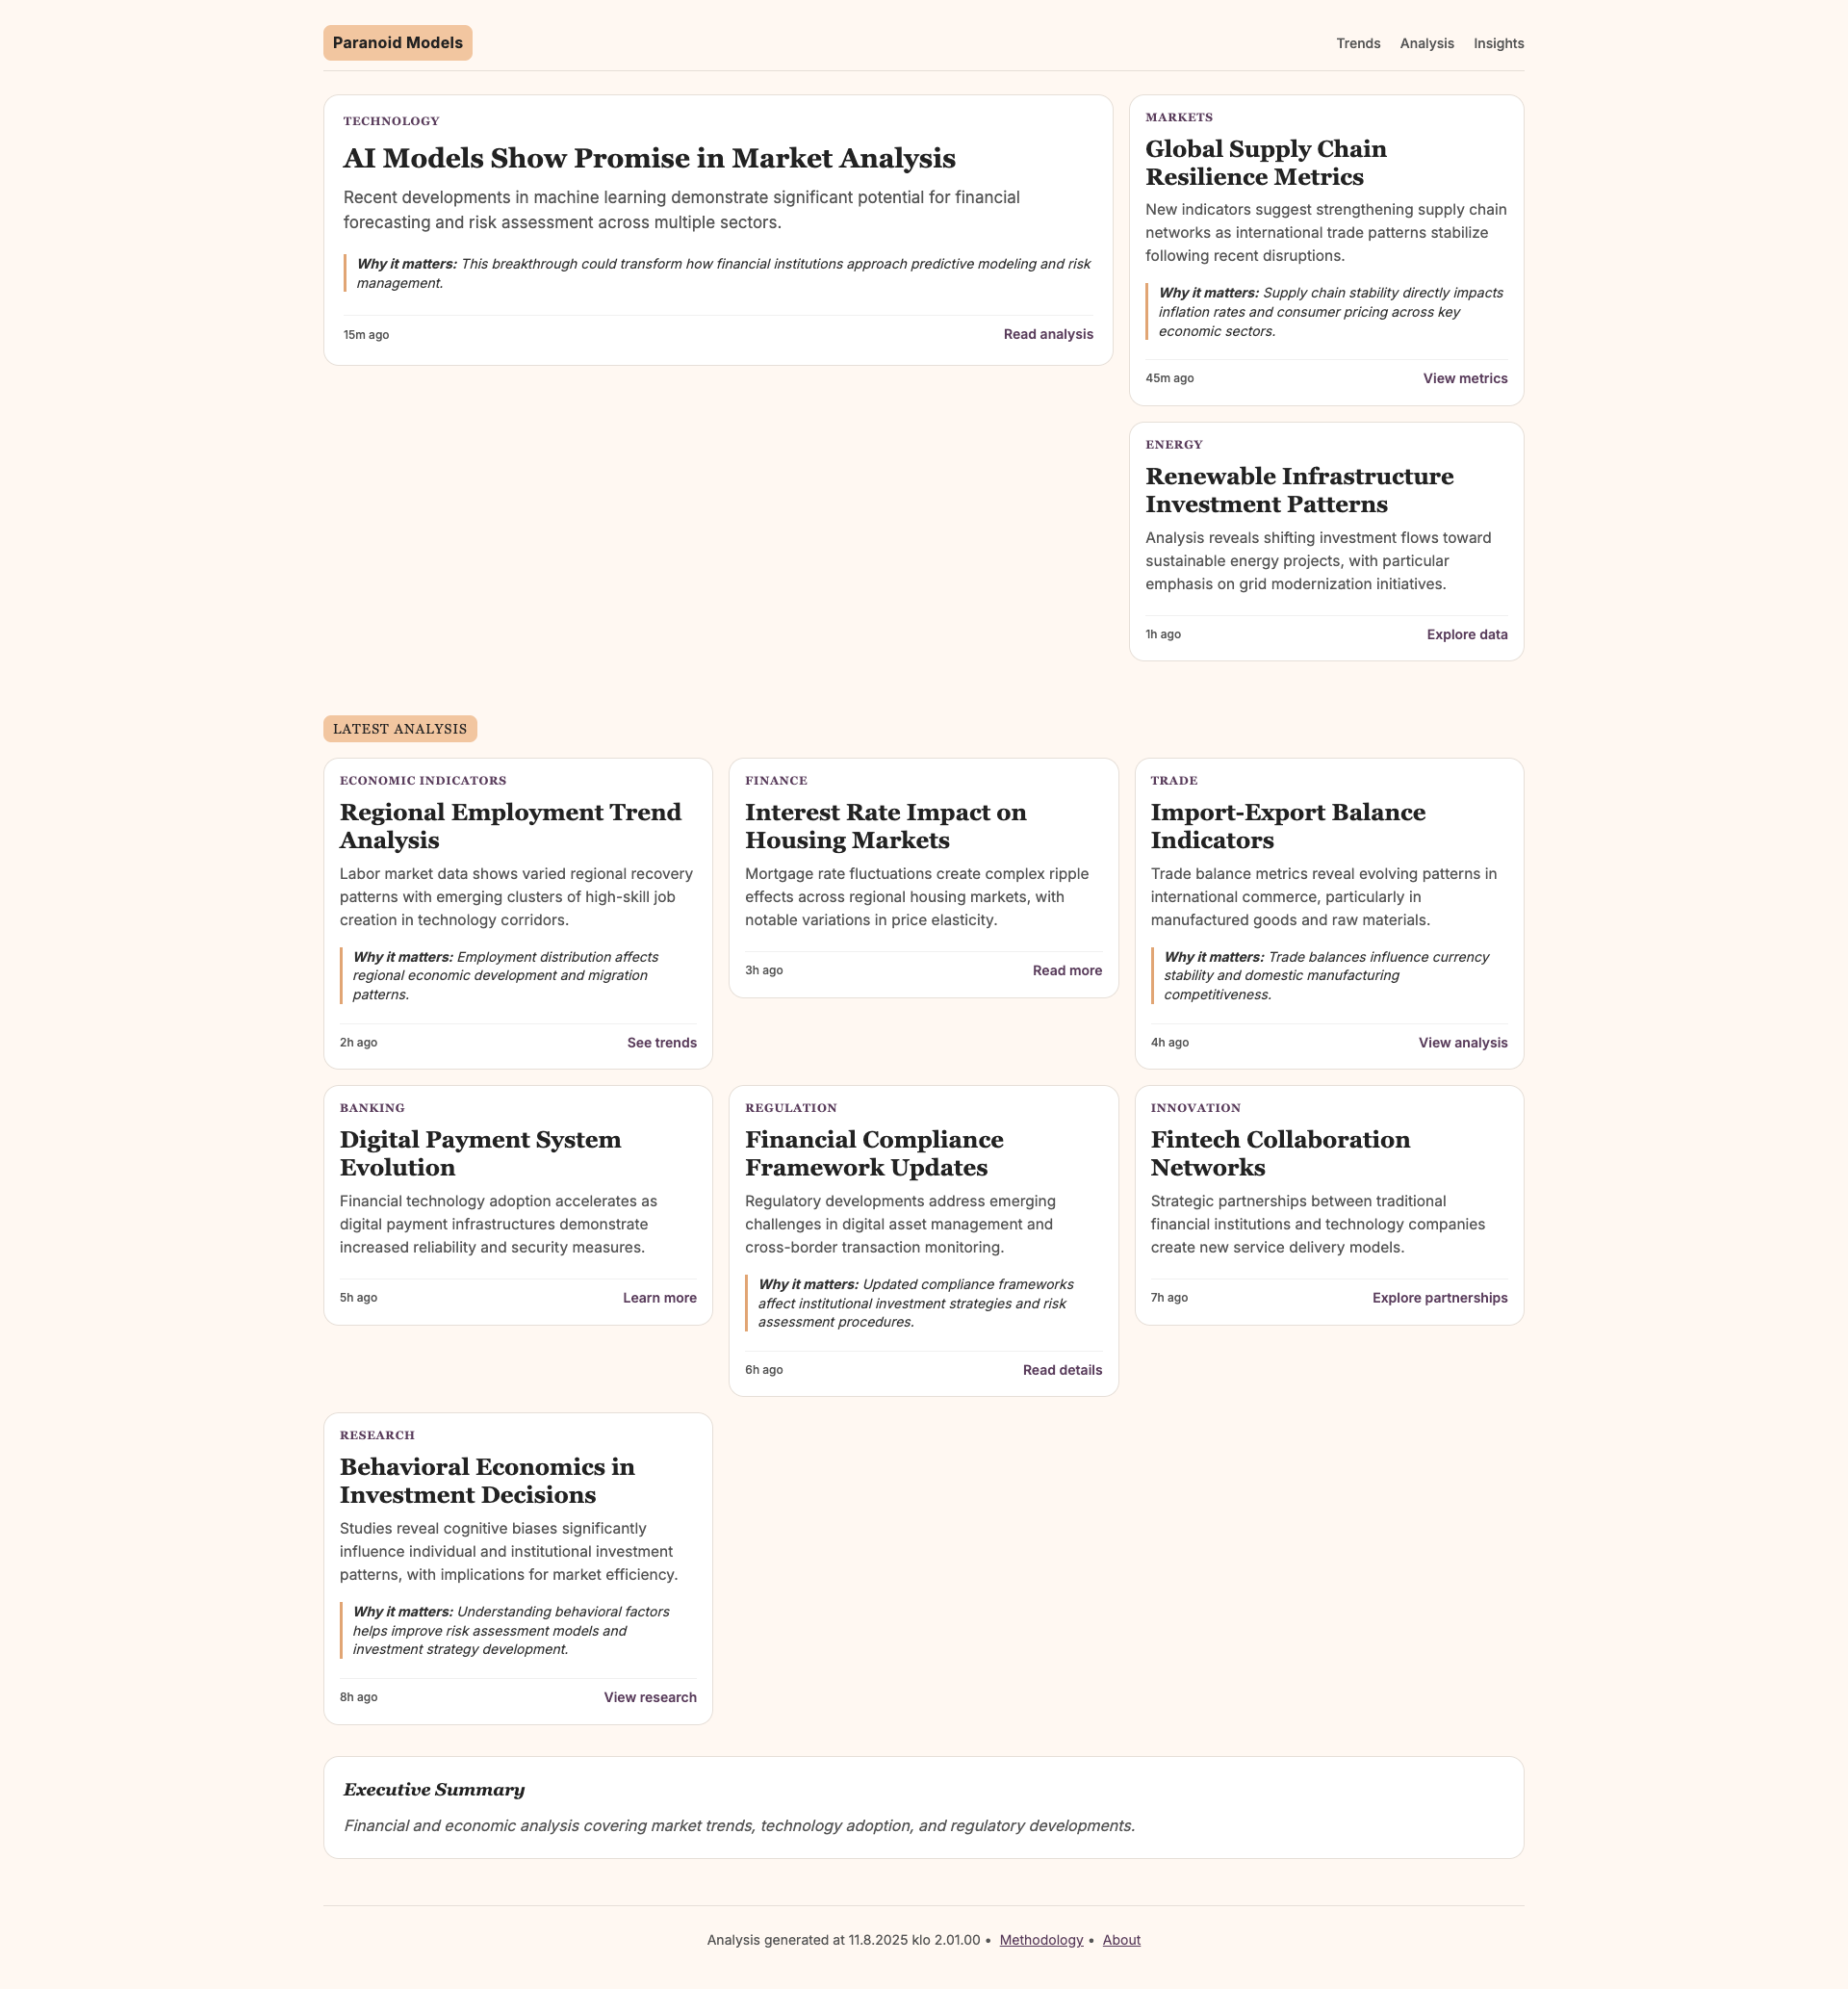 Paranoid Models
Trends Analysis Insights
TECHNOLOGY
AI Models Show Promise in Market Analysis
Recent developments in machine learning demonstrate significant potential for financial
forecasting and risk assessment across multiple sectors.
Why it matters: This breakthrough could transform how financial institutions approach predictive modeling and risk
management.
15m ago Read analysis
MARKETS
Global Supply Chain
Resilience Metrics
New indicators suggest strengthening supply chain
networks as international trade patterns stabilize
following recent disruptions.
Why it matters: Supply chain stability directly impacts
inflation rates and consumer pricing across key
economic sectors.
45m ago View metrics
ENERGY
Renewable Infrastructure
Investment Patterns
Analysis reveals shifting investment flows toward
sustainable energy projects, with particular
emphasis on grid modernization initiatives.
1h ago Explore data
LATEST ANALYSIS
ECONOMIC INDICATORS
Regional Employment Trend
Analysis
Labor market data shows varied regional recovery
patterns with emerging clusters of high-skill job
creation in technology corridors.
Why it matters: Employment distribution affects
regional economic development and migration
patterns.
2h ago See trends
FINANCE
Interest Rate Impact on
Housing Markets
Mortgage rate fluctuations create complex ripple
effects across regional housing markets, with
notable variations in price elasticity.
3h ago Read more
TRADE
Import-Export Balance
Indicators
Trade balance metrics reveal evolving patterns in
international commerce, particularly in
manufactured goods and raw materials.
Why it matters: Trade balances influence currency
stability and domestic manufacturing
competitiveness.
4h ago View analysis
BANKING
Digital Payment System
Evolution
Financial technology adoption accelerates as
digital payment infrastructures demonstrate
increased reliability and security measures.
5h ago Learn more
REGULATION
Financial Compliance
Framework Updates
Regulatory developments address emerging
challenges in digital asset management and
cross-border transaction monitoring.
Why it matters: Updated compliance frameworks
affect institutional investment strategies and risk
assessment procedures.
6h ago Read details
INNOVATION
Fintech Collaboration
Networks
Strategic partnerships between traditional
financial institutions and technology companies
create new service delivery models.
7h ago Explore partnerships
RESEARCH
Behavioral Economics in
Investment Decisions
Studies reveal cognitive biases significantly
influence individual and institutional investment
patterns, with implications for market efficiency.
Why it matters: Understanding behavioral factors
helps improve risk assessment models and
investment strategy development.
8h ago View research
Executive Summary
Financial and economic analysis covering market trends, technology adoption, and regulatory developments.
Analysis generated at 11.8.2025 klo 2.01.00 • Methodology • About